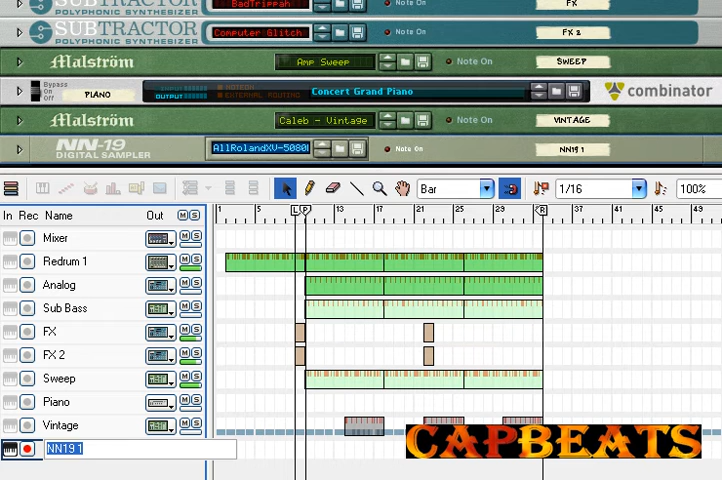 BadTrippah Note On FX
SUBTRACTOR
POLYPHONIC SYNTHESIZER
Computer Glitch Note On FX 2
Malström Amp Sweep Note On SWEEP
Bypass
On
Off
PIANO
INPUT
OUTPUT
EXTERNAL ROUTING
Concert Grand Piano
combinator
Malström Caleb - Vintage Note On VINTAGE
NN-19
DIGITAL SAMPLER
AllRolandXV-5080 Note On NN19 1
Bar 1/16 100%
In Rec Name Out M S
1 5 L P 13 17 21 25 29 R 37 41 45 49
Mixer
Redrum 1 M S
Analog M S
Sub Bass M S
FX M S
FX 2 M S
Sweep M S
Piano M S
Vintage M S
NN19 1
CAPBEATS